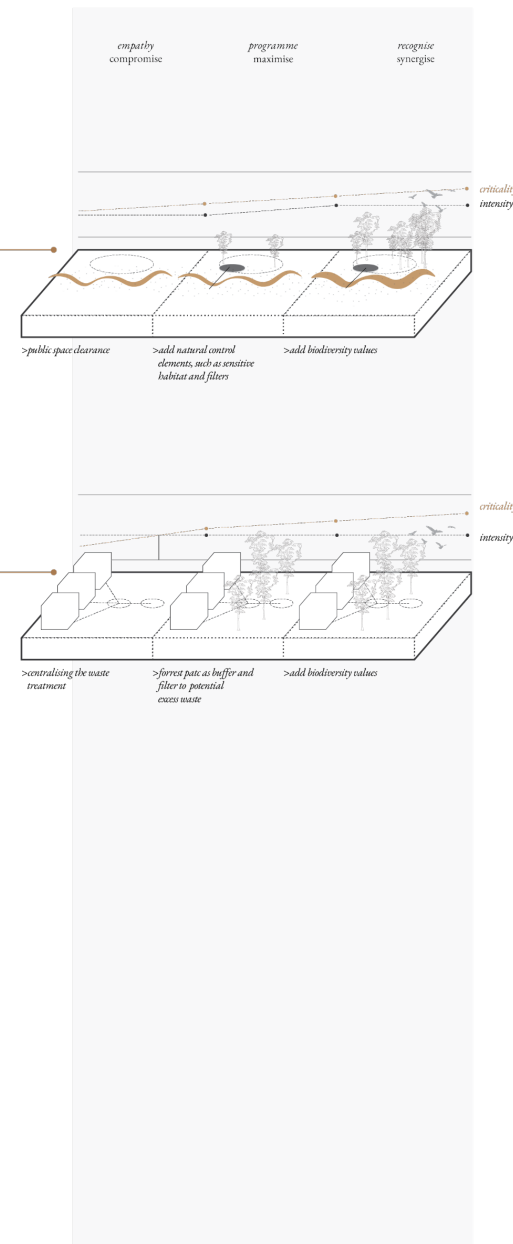 empathy
compromise
programme
maximise
recognise
synergise
criticality
intensity
>public space clearance
>add natural control
elements, such as sensitive
habitat and filters
>add biodiversity values
criticality
intensity
>centralising the waste
treatment
>forrest patc as buffer and
filter to potential
excess waste
>add biodiversity values